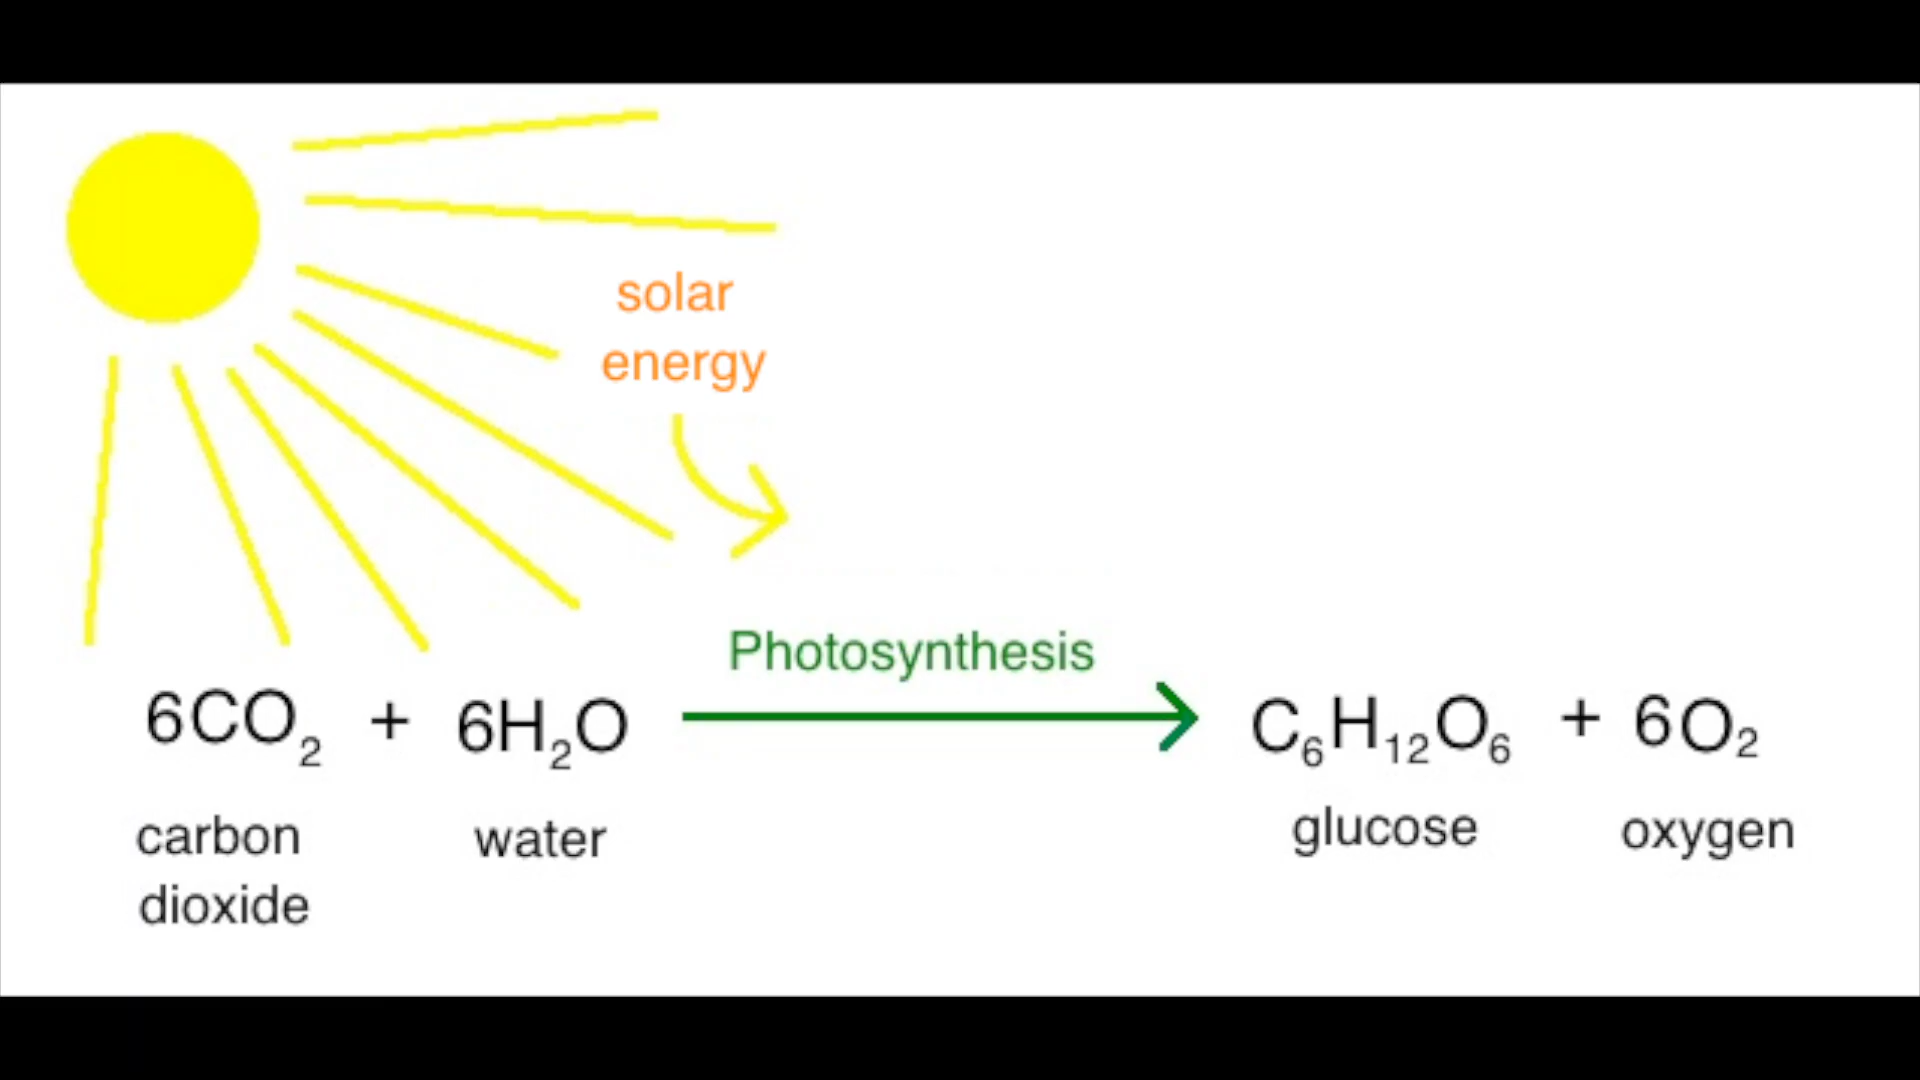 solar
energy
Photosynthesis
6CO₂ + 6H₂O C₆H₁₂O₆ + 6O₂
carbon dioxide
water
glucose
oxygen